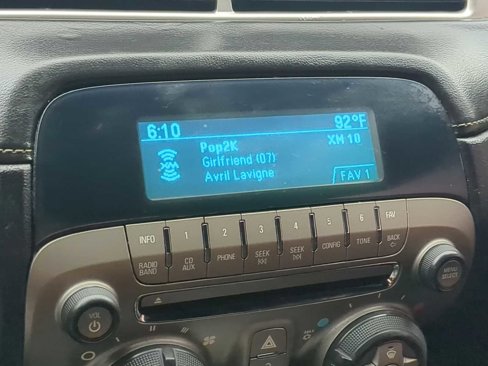 6:10 92°F
Pop2K XM 10
XM Girlfriend (07)
Avril Lavigne FAV 1
INFO 1 2 3 4 5 6 FAV
RADIO BAND CD AUX PHONE SEEK SEEK CONFIG TONE BACK
MENU SELECT
VOL